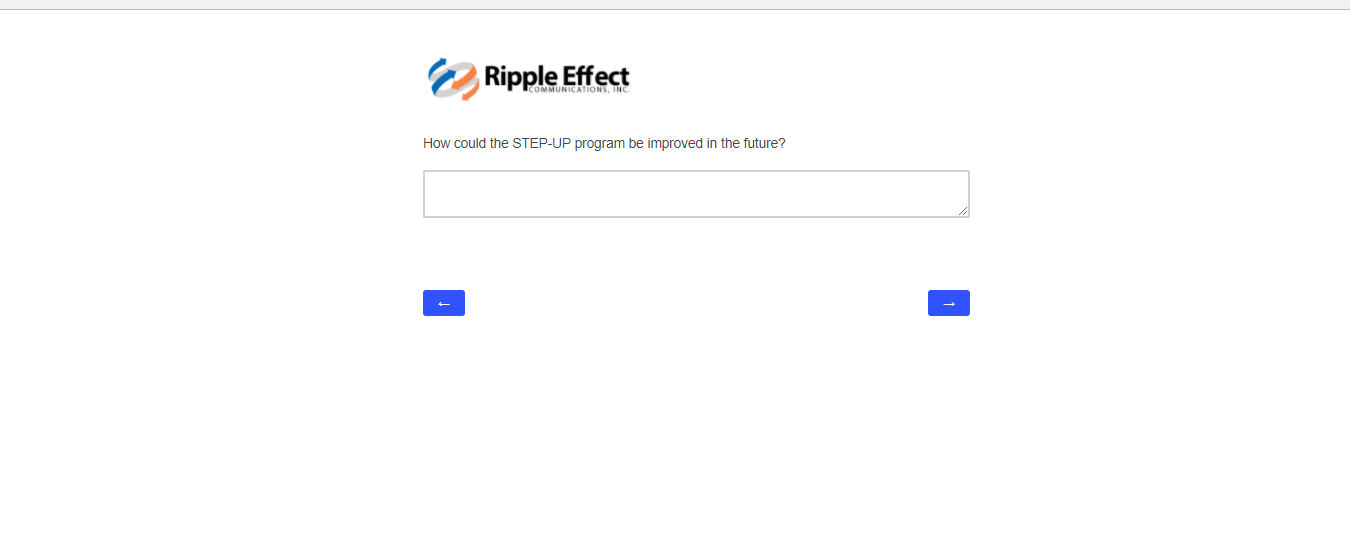 Ripple Effect
COMMUNICATIONS, INC.
How could the STEP-UP program be improved in the future?
←
→